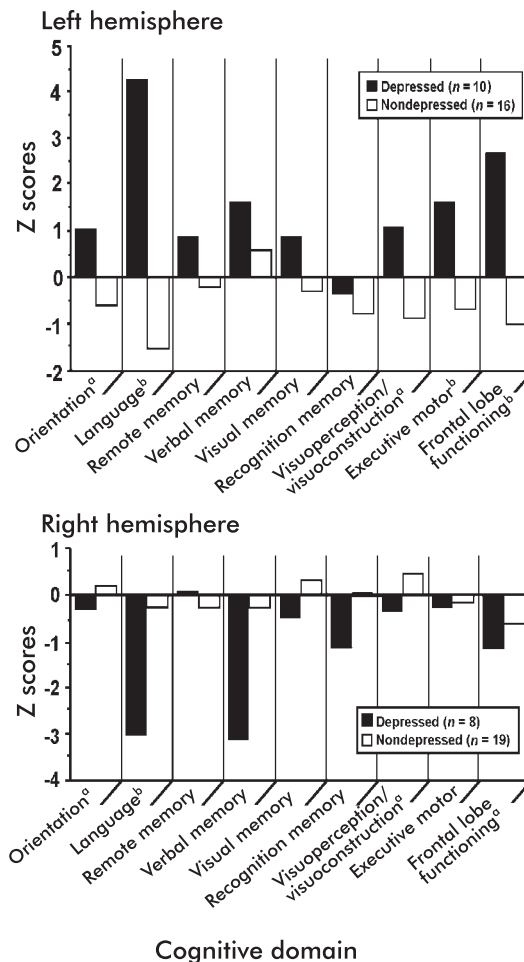 Left hemisphere
5
4
3
2
1
0
-1
-2
Z scores
Depressed (n = 10)
Nondepressed (n = 16)
Orientationᵃ
Languageᵇ
Remote memory
Verbal memory
Visual memory
Recognition memory
Visuoperception/
visuoconstructionᵃ
Executive motorᵇ
Frontal lobe
functioningᵇ
Right hemisphere
1
0
-1
-2
-3
-4
Z scores
Depressed (n = 8)
Nondepressed (n = 19)
Orientationᵃ
Languageᵇ
Remote memory
Verbal memory
Visual memory
Recognition memory
Visuoperception/
visuoconstructionᵃ
Executive motor
Frontal lobe
functioningᵃ
Cognitive domain